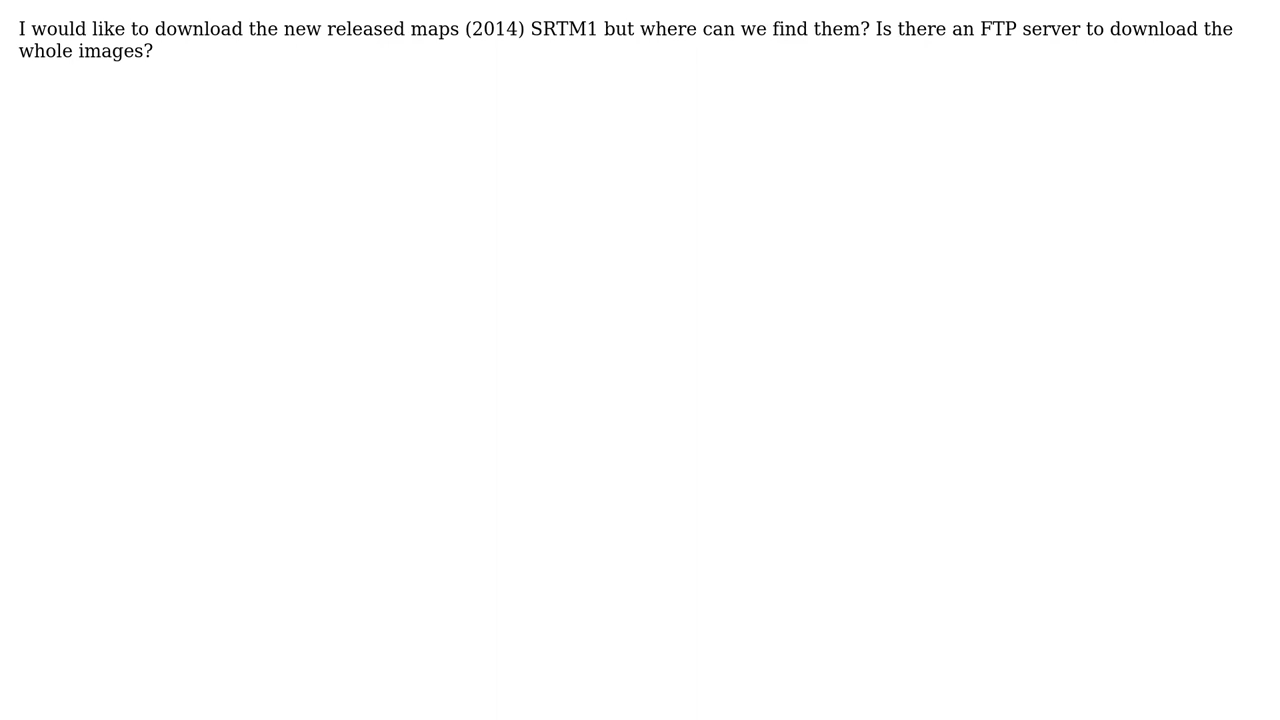 I would like to download the new released maps (2014) SRTM1 but where can we find them? Is there an FTP server to download the
whole images?